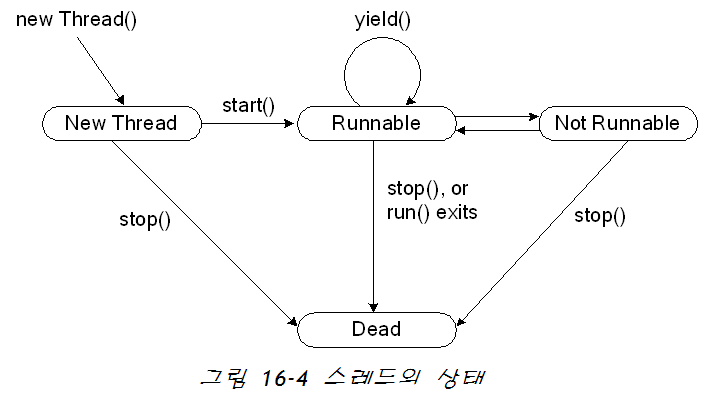 new Thread()
yield()
New Thread
start()
Runnable
Not Runnable
stop()
stop(), or
run() exits
stop()
Dead
그림 16-4 스레드의 상태